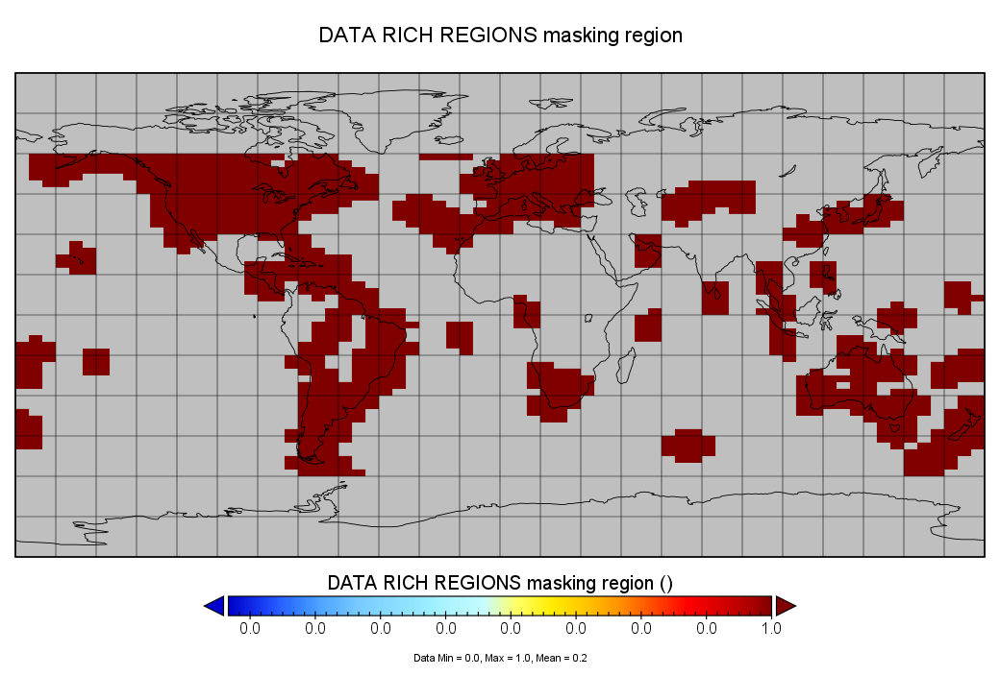 DATA RICH REGIONS masking region
DATA RICH REGIONS masking region ()
0.0 0.0 0.0 0.0 0.0 0.0 0.0 0.0 1.0
Data Min = 0.0, Max = 1.0, Mean = 0.2